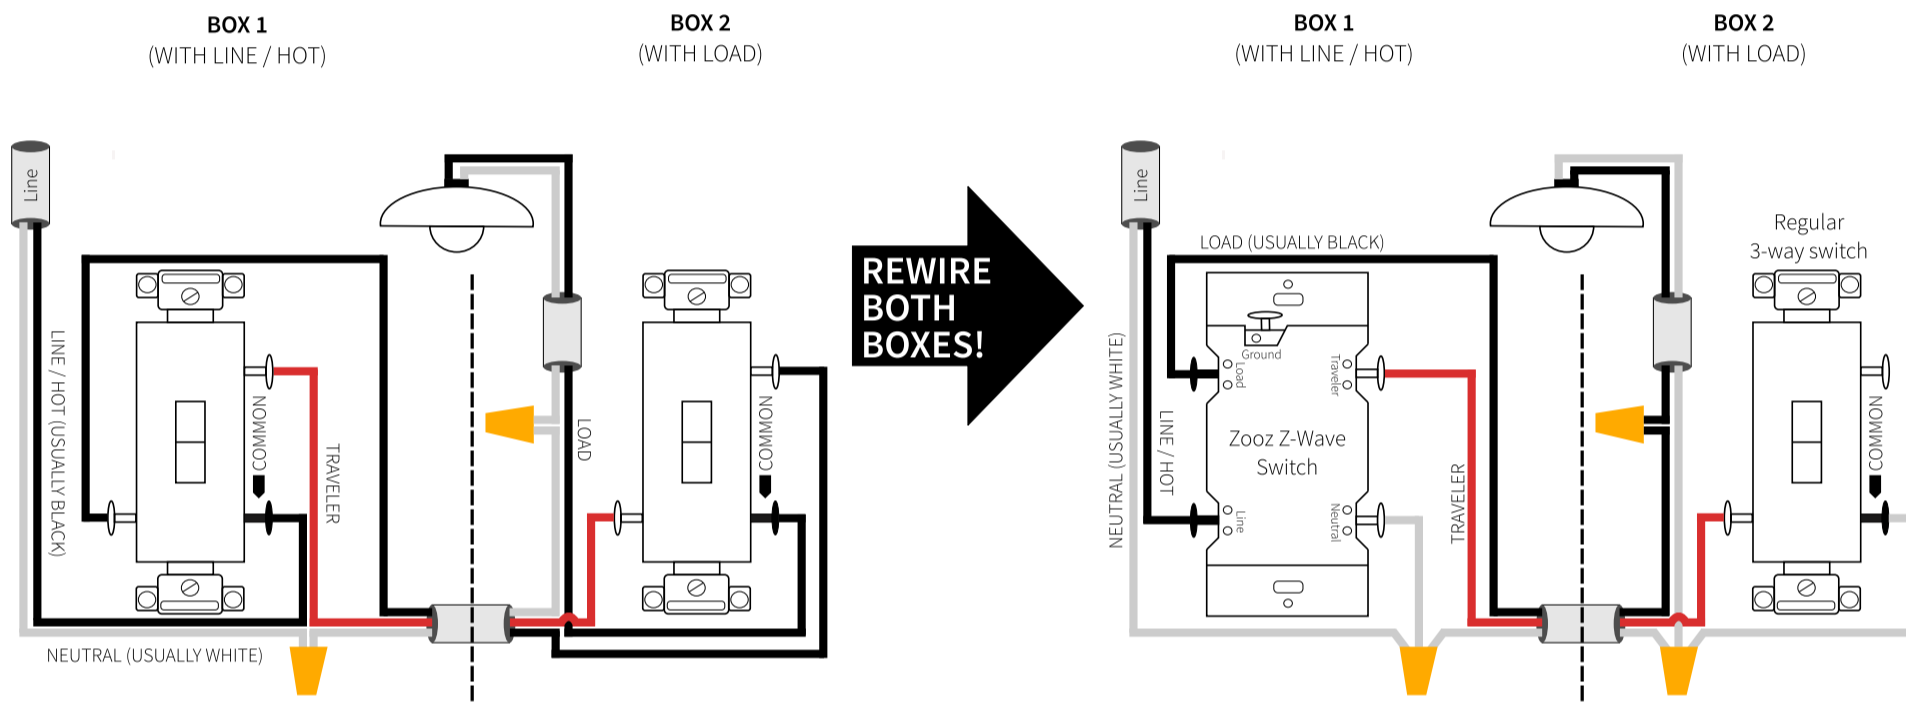 BOX 1
(WITH LINE / HOT)
BOX 2
(WITH LOAD)
Line
LINE / HOT (USUALLY BLACK)
COMMON
TRAVELER
LOAD
COMMON
NEUTRAL (USUALLY WHITE)
REWIRE
BOTH
BOXES!
BOX 1
(WITH LINE / HOT)
BOX 2
(WITH LOAD)
Line
LOAD (USUALLY BLACK)
Regular
3-way switch
NEUTRAL (USUALLY WHITE)
LINE / HOT
Ground
Load
Traveler
Zooz Z-Wave
Switch
Line
Neutral
TRAVELER
COMMON